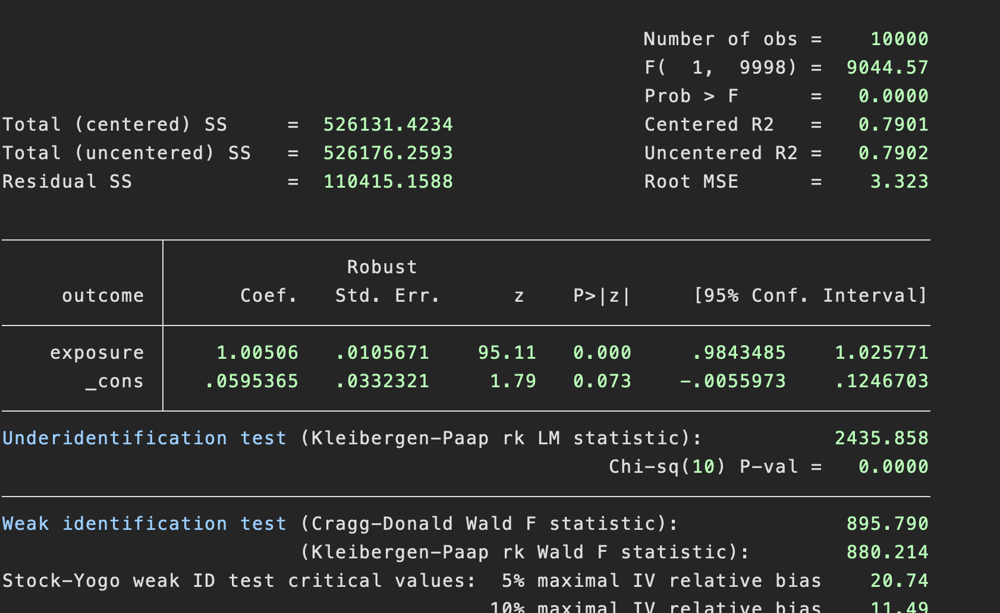 Number of obs = 10000
F( 1, 9998) = 9044.57
Prob > F = 0.0000
Total (centered) SS = 526131.4234 Centered R2 = 0.7901
Total (uncentered) SS = 526176.2593 Uncentered R2 = 0.7902
Residual SS = 110415.1588 Root MSE = 3.323
Robust
outcome Coef. Std. Err. z P>|z| [95% Conf. Interval]
exposure 1.00506 .0105671 95.11 0.000 .9843485 1.025771
_cons .0595365 .0332321 1.79 0.073 -.0055973 .1246703
Underidentification test (Kleibergen-Paap rk LM statistic): 2435.858
Chi-sq(10) P-val = 0.0000
Weak identification test (Cragg-Donald Wald F statistic): 895.790
(Kleibergen-Paap rk Wald F statistic): 880.214
Stock-Yogo weak ID test critical values: 5% maximal IV relative bias 20.74
10% maximal IV relative bias 11.49